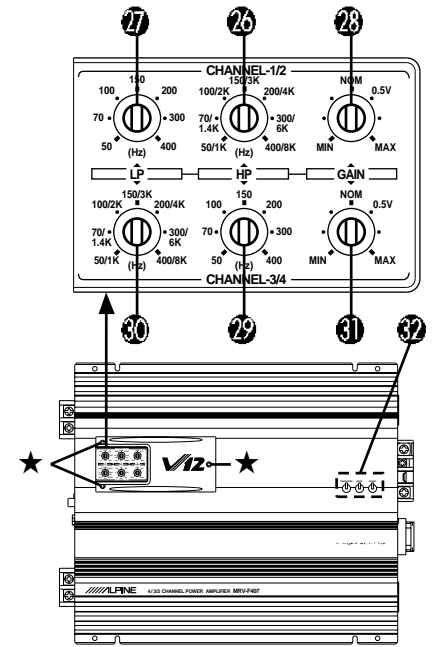 27 26 28
CHANNEL-1/2
150 150/3K NOM
100 200 100/2K 200/4K 0.5V
70 300 70/1.4K 300/6K
50 (Hz) 400 50/1K (Hz) 400/8K MIN MAX
LP HP GAIN
150/3K 150 NOM
100/2K 200/4K 100 200 0.5V
70/1.4K 300/6K 70 300
50/1K (Hz) 400/8K 50 (Hz) 400 MIN MAX
CHANNEL-3/4
30 29 31 32
V12
ALPINE 4/3/2 CHANNEL POWER AMPLIFIER MRV-F407